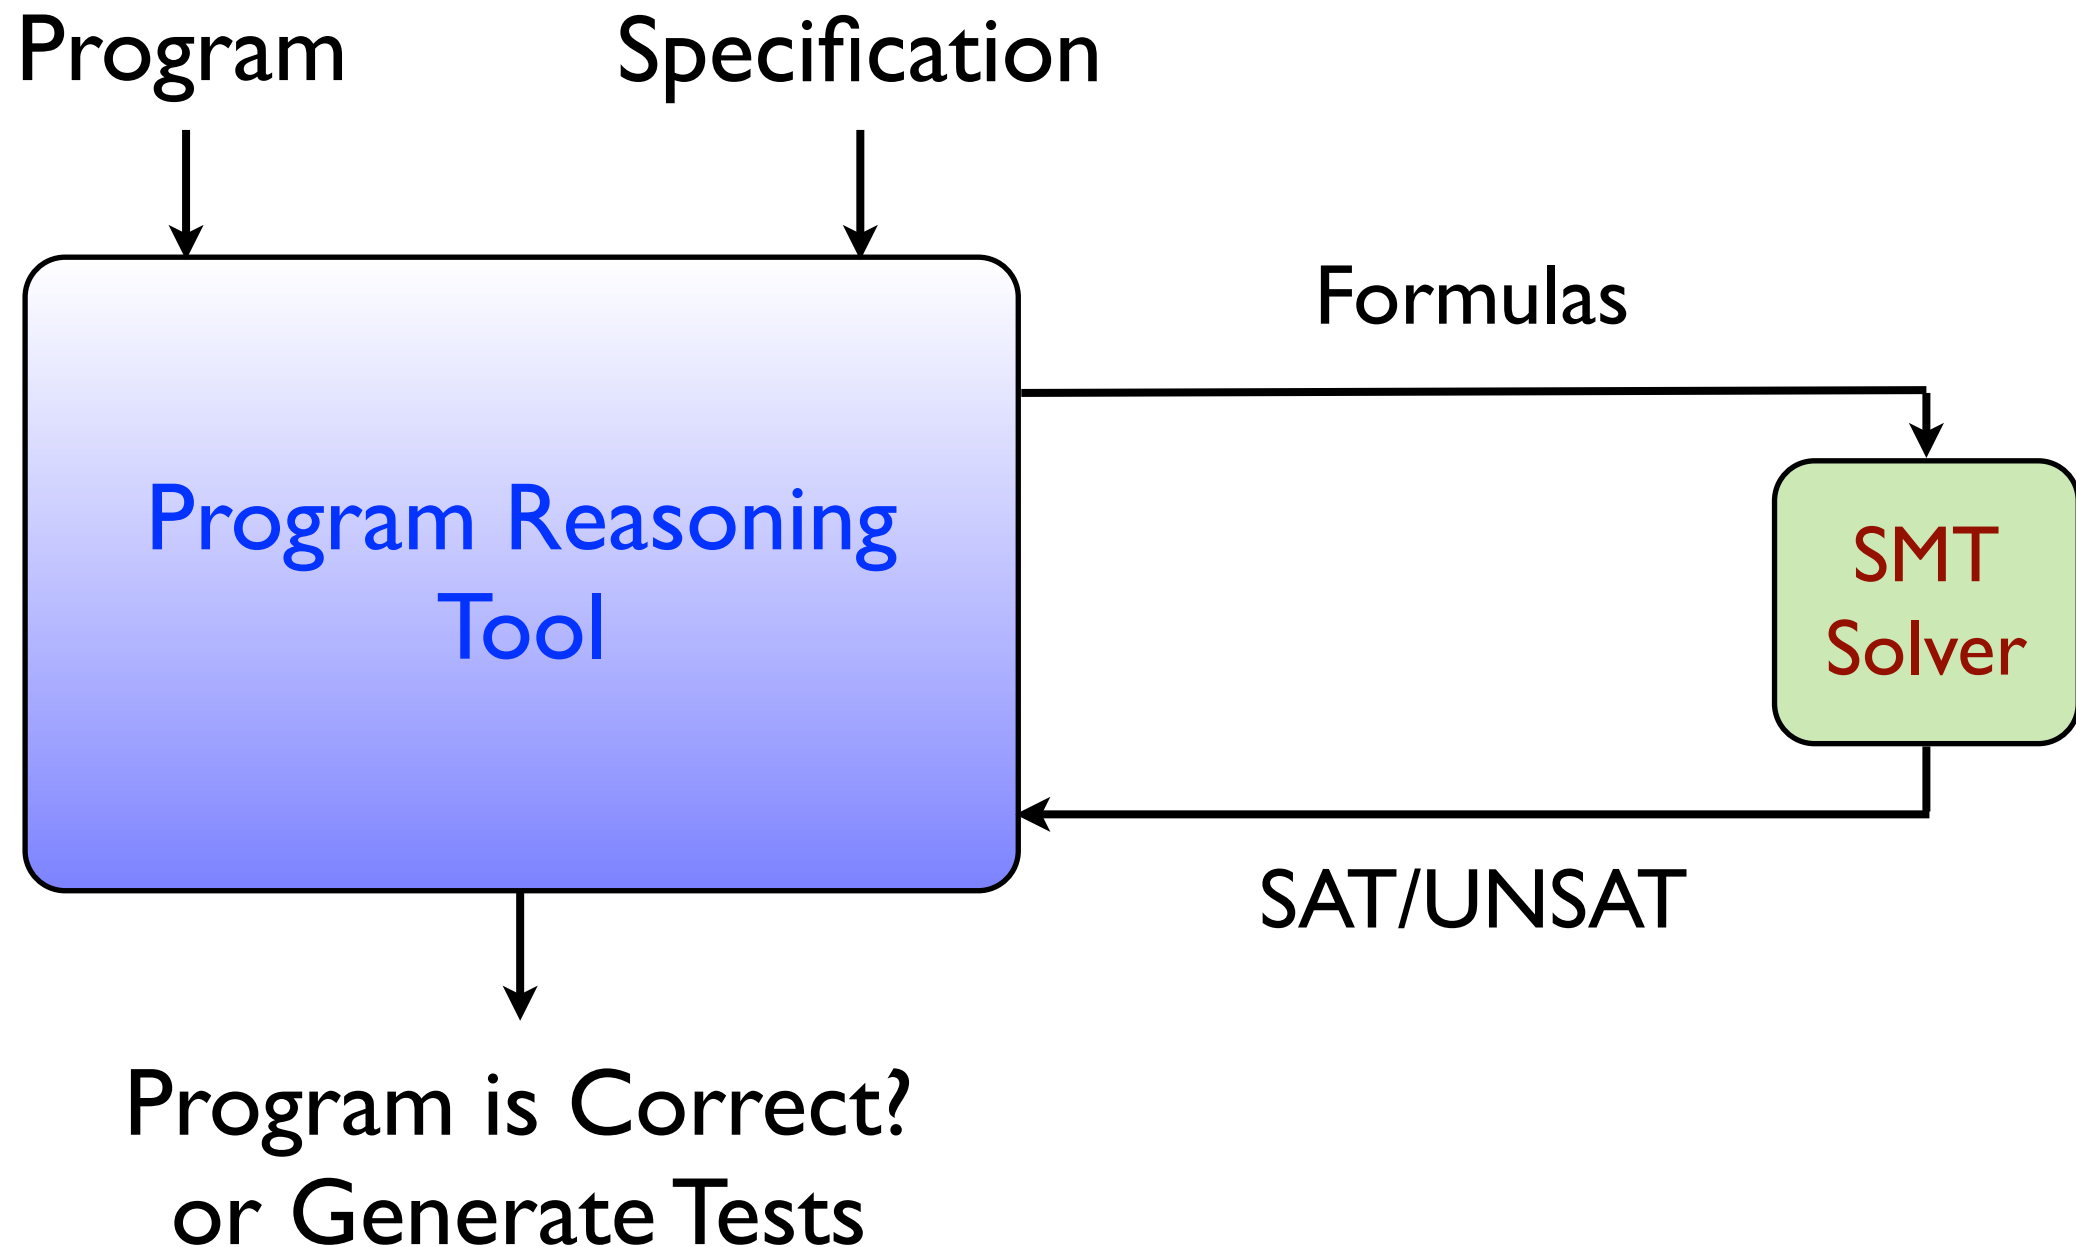 Program
Specification
Formulas
Program Reasoning
Tool
SMT
Solver
SAT/UNSAT
Program is Correct?
or Generate Tests